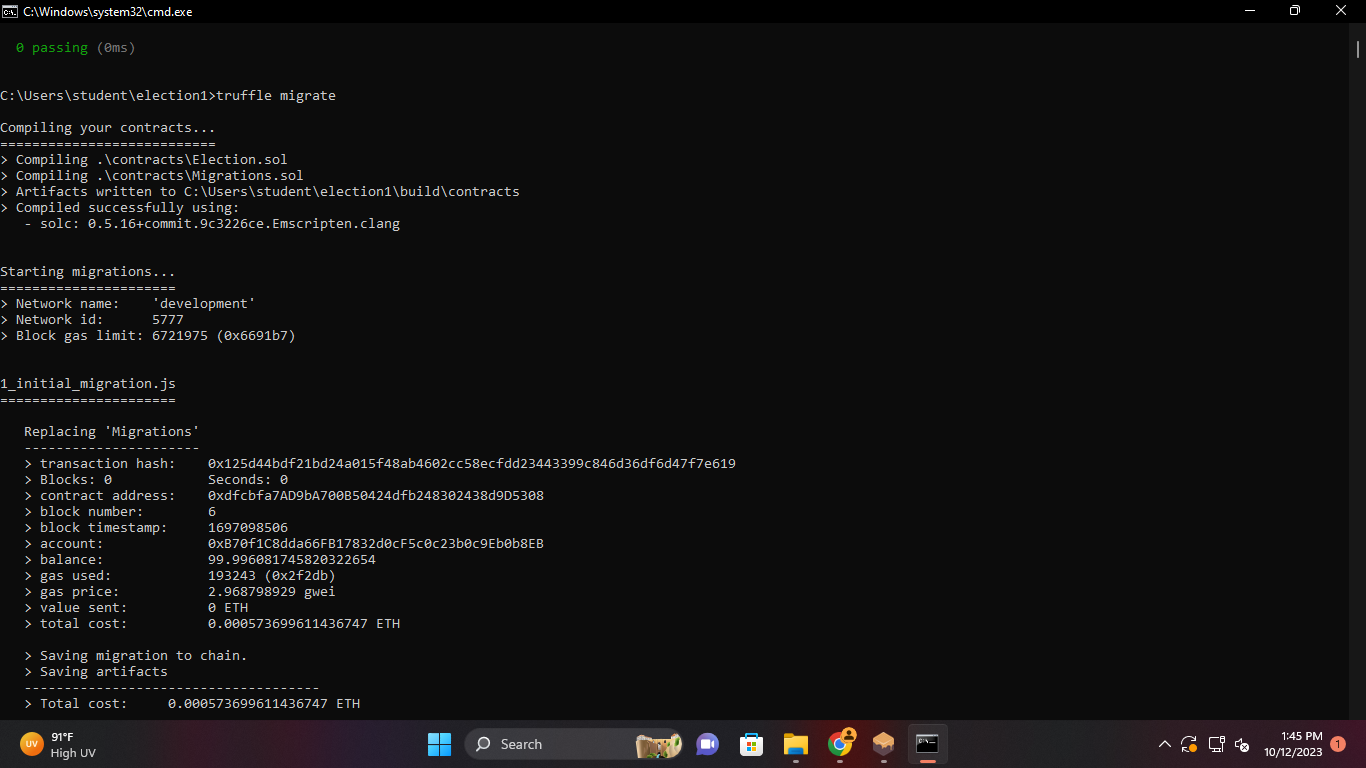 C:\Windows\system32\cmd.exe
0 passing (0ms)
C:\Users\student\election1>truffle migrate
Compiling your contracts...
===========================
> Compiling .\contracts\Election.sol
> Compiling .\contracts\Migrations.sol
> Artifacts written to C:\Users\student\election1\build\contracts
> Compiled successfully using:
- solc: 0.5.16+commit.9c3226ce.Emscripten.clang
Starting migrations...
======================
> Network name: 'development'
> Network id: 5777
> Block gas limit: 6721975 (0x6691b7)
1_initial_migration.js
======================
Replacing 'Migrations'
----------------------
> transaction hash: 0x125d44bdf21bd24a015f48ab4602cc58ecfdd23443399c846d36df6d47f7e619
> Blocks: 0 Seconds: 0
> contract address: 0xdfcbfa7AD9bA700B50424dfb248302438d9D5308
> block number: 6
> block timestamp: 1697098506
> account: 0xB70f1C8dda66FB17832d0cF5c0c23b0c9Eb0b8EB
> balance: 99.996081745820322654
> gas used: 193243 (0x2f2db)
> gas price: 2.968798929 gwei
> value sent: 0 ETH
> total cost: 0.000573699611436747 ETH
> Saving migration to chain.
> Saving artifacts
-------------------------------------
> Total cost: 0.000573699611436747 ETH
UV
91°F
High UV
Search
1:45 PM
10/12/2023
1